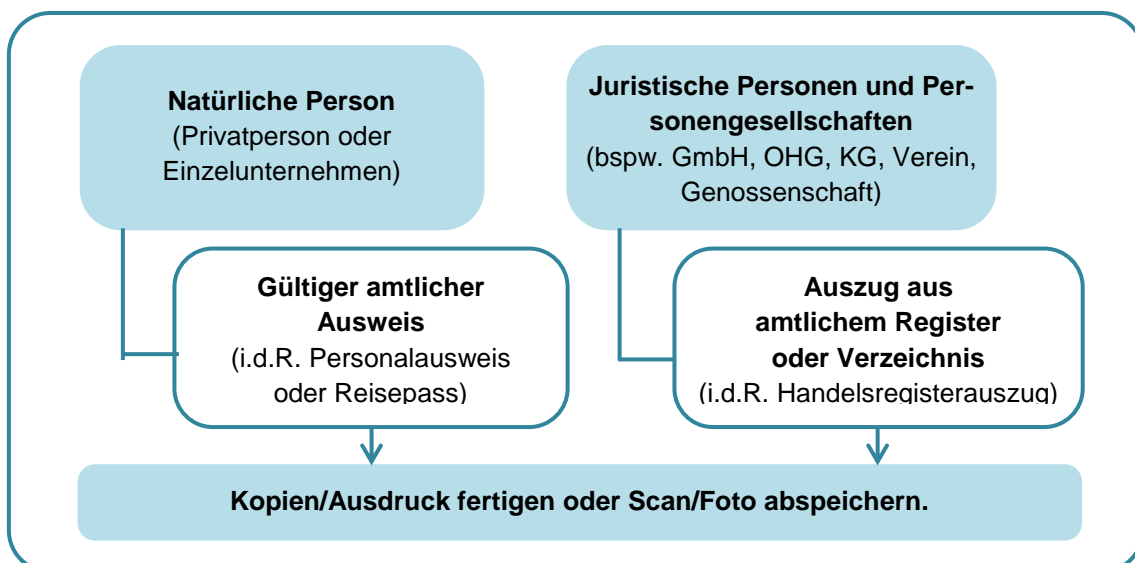 Natürliche Person
(Privatperson oder
Einzelunternehmen)
Juristische Personen und Per-
sonengesellschaften
(bspw. GmbH, OHG, KG, Verein,
Genossenschaft)
Gültiger amtlicher
Ausweis
(i.d.R. Personalausweis
oder Reisepass)
Auszug aus
amtlichem Register
oder Verzeichnis
(i.d.R. Handelsregisterauszug)
Kopien/Ausdruck fertigen oder Scan/Foto abspeichern.